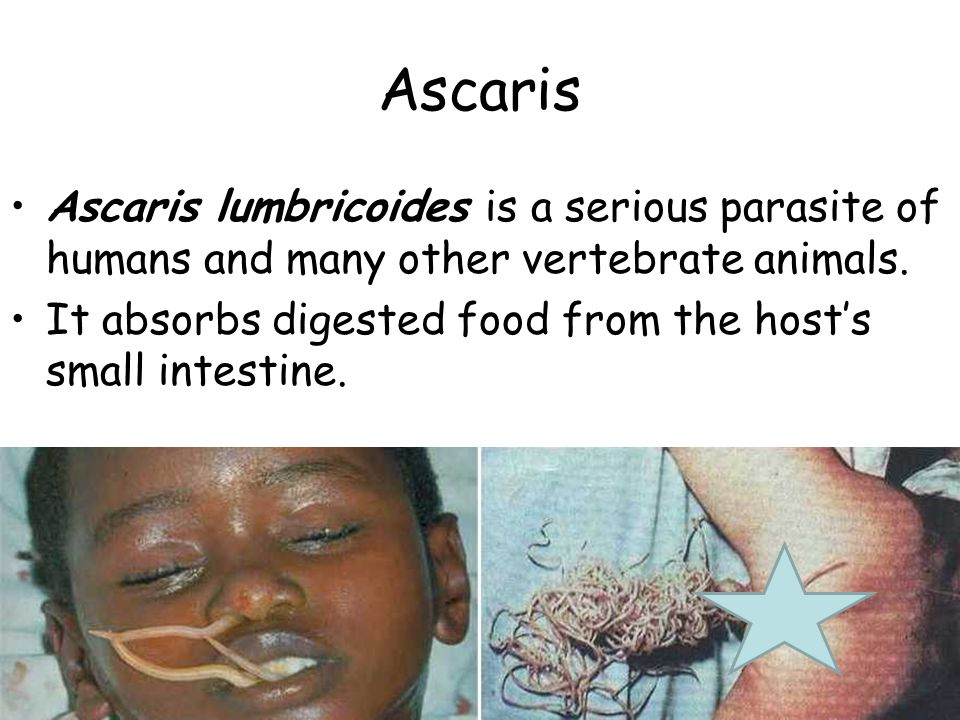 Ascaris
• Ascaris lumbricoides is a serious parasite of
humans and many other vertebrate animals.
• It absorbs digested food from the host’s
small intestine.